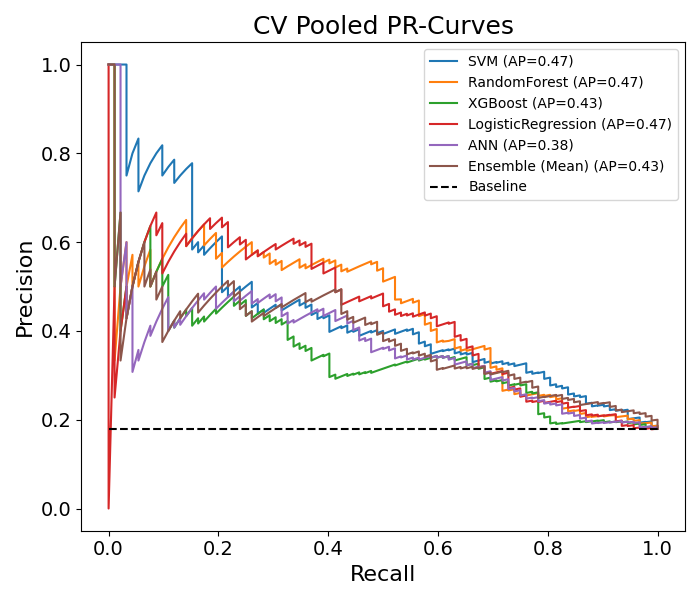 CV Pooled PR-Curves
SVM (AP=0.47)
RandomForest (AP=0.47)
XGBoost (AP=0.43)
LogisticRegression (AP=0.47)
ANN (AP=0.38)
Ensemble (Mean) (AP=0.43)
Baseline
Precision
1.0
0.8
0.6
0.4
0.2
0.0
0.0 0.2 0.4 0.6 0.8 1.0
Recall